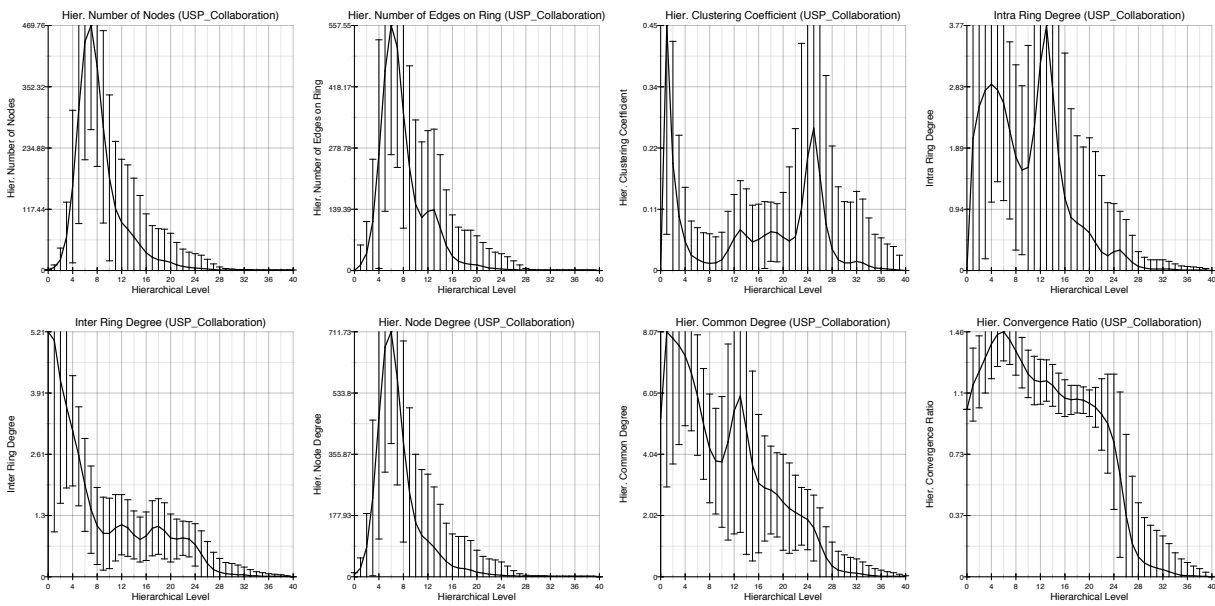 Hier. Number of Nodes (USP_Collaboration)
469.76
352.32
234.88
117.44
0
Hier. Number of Nodes
0 4 8 12 16 20 24 28 32 36 40
Hierarchical Level
Hier. Number of Edges on Ring (USP_Collaboration)
557.55
418.17
278.78
139.39
0
Hier. Number of Edges on Ring
0 4 8 12 16 20 24 28 32 36 40
Hierarchical Level
Hier. Clustering Coefficient (USP_Collaboration)
0.45
0.34
0.22
0.11
0
Hier. Clustering Coefficient
0 4 8 12 16 20 24 28 32 36 40
Hierarchical Level
Intra Ring Degree (USP_Collaboration)
3.77
2.83
1.89
0.94
0
Intra Ring Degree
0 4 8 12 16 20 24 28 32 36 40
Hierarchical Level
Inter Ring Degree (USP_Collaboration)
5.21
3.91
2.61
1.3
0
Inter Ring Degree
0 4 8 12 16 20 24 28 32 36 40
Hierarchical Level
Hier. Node Degree (USP_Collaboration)
711.73
533.8
355.87
177.93
0
Hier. Node Degree
0 4 8 12 16 20 24 28 32 36 40
Hierarchical Level
Hier. Common Degree (USP_Collaboration)
8.07
6.05
4.04
2.02
0
Hier. Common Degree
0 4 8 12 16 20 24 28 32 36 40
Hierarchical Level
Hier. Convergence Ratio (USP_Collaboration)
1.46
1.1
0.73
0.37
0
Hier. Convergence Ratio
0 4 8 12 16 20 24 28 32 36 40
Hierarchical Level